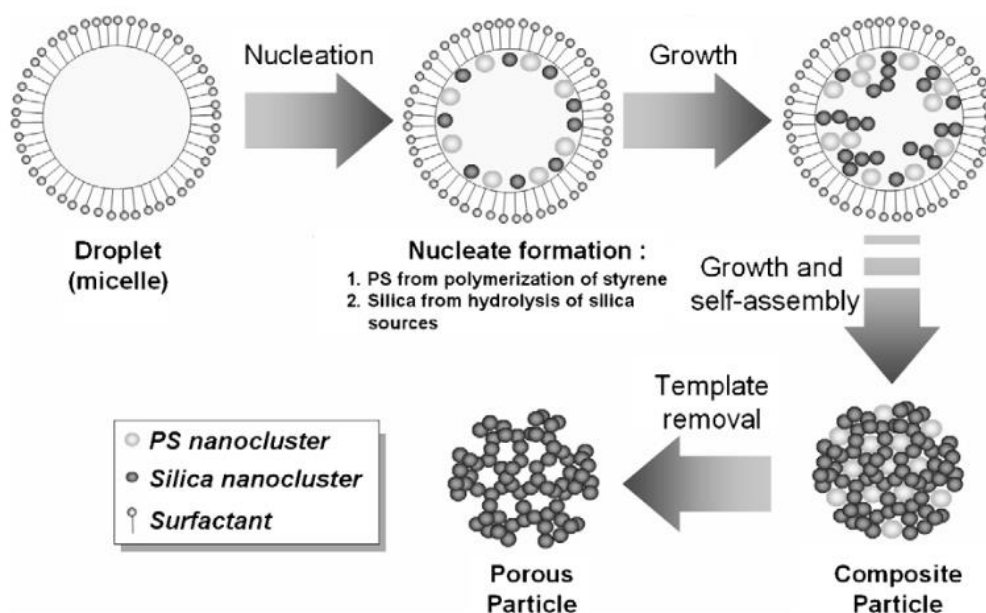 Nucleation
Growth
Droplet
(micelle)
Nucleate formation :
1. PS from polymerization of styrene
2. Silica from hydrolysis of silica
sources
Growth and
self-assembly
Template
removal
PS nanocluster
Silica nanocluster
Surfactant
Porous
Particle
Composite
Particle